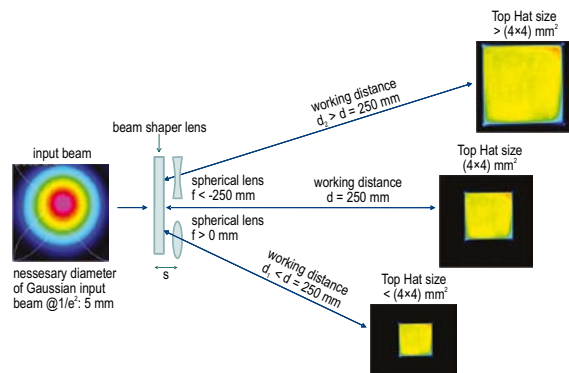 Top Hat size
> (4×4) mm²
working distance
d₂ > d = 250 mm
beam shaper lens
input beam
spherical lens
f < -250 mm
working distance
d = 250 mm
Top Hat size
(4×4) mm²
spherical lens
f > 0 mm
s
nessesary diameter
of Gaussian input
beam @1/e²: 5 mm
working distance
d₁ < d = 250 mm
Top Hat size
< (4×4) mm²